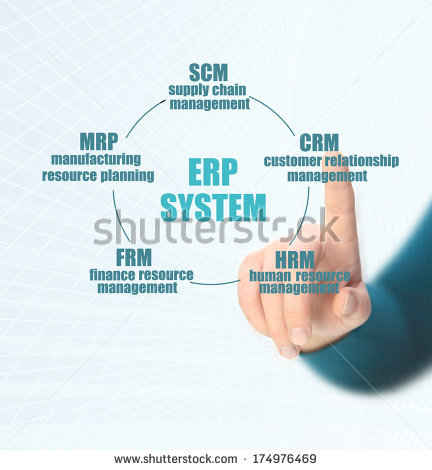 SCM
supply chain
management
MRP
manufacturing
resource planning
CRM
customer relationship
management
ERP
SYSTEM
shutterstock
FRM
finance resource
management
HRM
human resource
management
www.shutterstock.com · 174976469